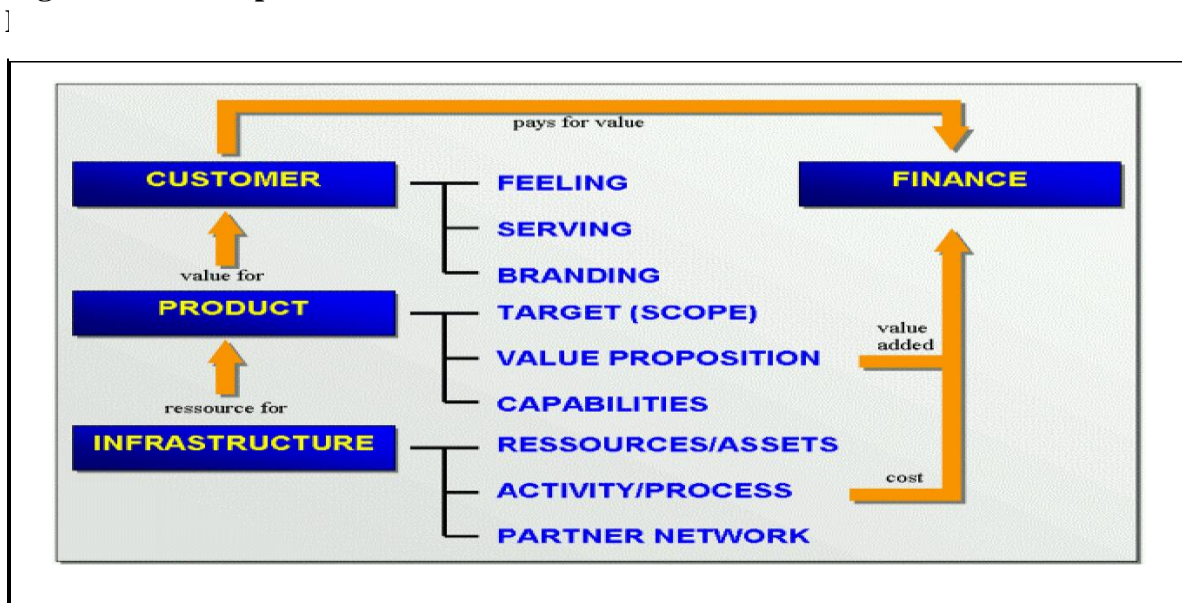 pays for value
CUSTOMER
FEELING
FINANCE
SERVING
BRANDING
value for
PRODUCT
TARGET (SCOPE)
VALUE PROPOSITION
value
added
CAPABILITIES
ressource for
INFRASTRUCTURE
RESSOURCES/ASSETS
ACTIVITY/PROCESS
cost
PARTNER NETWORK